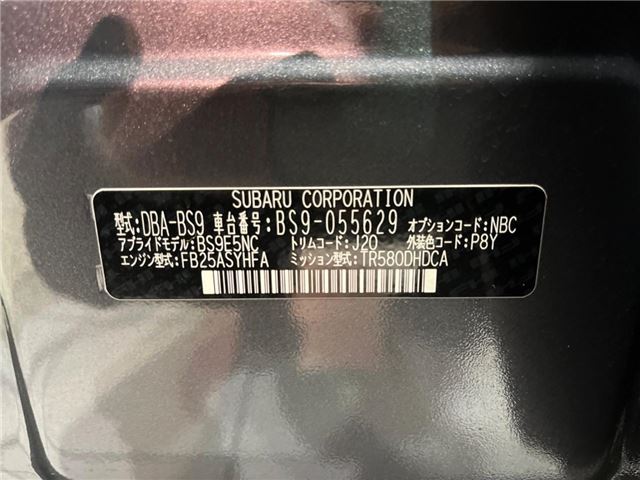 SUBARU CORPORATION
型式:DBA-BS9 車台番号:BS9-055629 オプションコード:NBC
アプライドモデル:BS9E5NC トリムコード:J20 外装色コード:P8Y
エンジン型式:FB25ASYHFA ミッション型式:TR580DHDCA